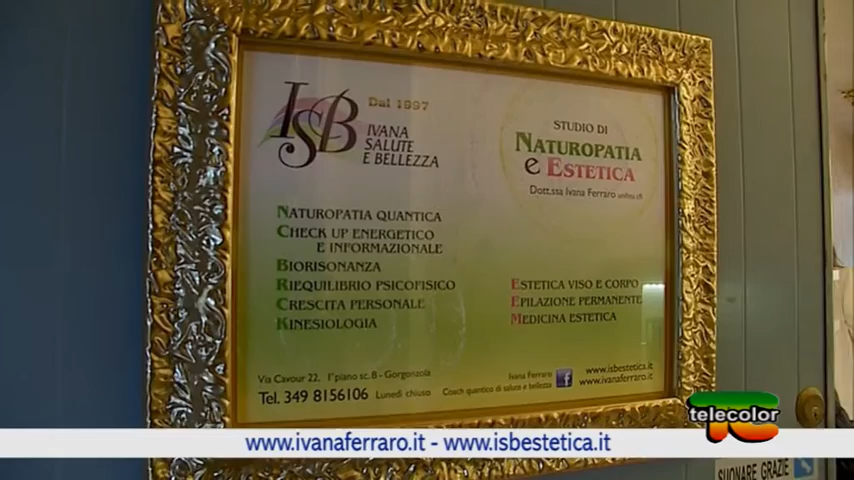 ISB
Dal 1997
IVANA
SALUTE
E BELLEZZA
STUDIO DI
NATUROPATIA
e ESTETICA
Dott.ssa Ivana Ferraro
NATUROPATIA QUANTICA
CHECK UP ENERGETICO
E INFORMAZIONALE
BIORISONANZA
RIEQUILIBRIO PSICOFISICO
CRESCITA PERSONALE
KINESIOLOGIA
ESTETICA VISO E CORPO
EPILAZIONE PERMANENTE
MEDICINA ESTETICA
Via Cavour 22, 1° piano sc. B - Gorgonzola
Tel. 349 8156106 Lunedì chiuso
Ivana Ferraro
Coach quantico di salute e bellezza
f
www.isbestetica.it
www.ivanaferraro.it
telecolor
www.ivanaferraro.it - www.isbestetica.it
SUONARE GRAZIE